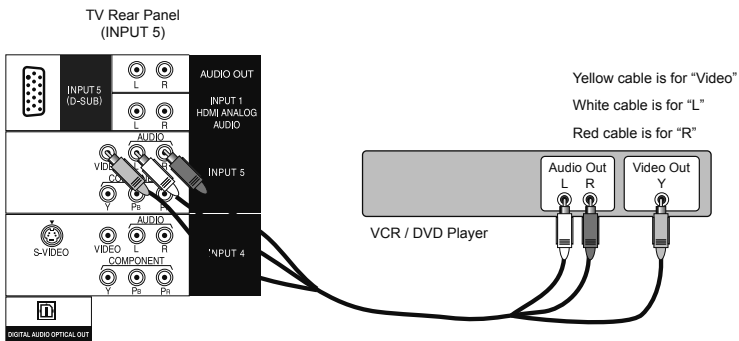 TV Rear Panel
(INPUT 5)
INPUT 5
(D-SUB)
L R
AUDIO OUT
L R
INPUT 1
HDMI ANALOG
AUDIO
AUDIO
INPUT 5
Y PB
S-VIDEO
AUDIO
VIDEO L R
COMPONENT
Y PB PR
INPUT 4
DIGITAL AUDIO OPTICAL OUT
Yellow cable is for “Video”
White cable is for “L”
Red cable is for “R”
Audio Out
L R
Video Out
Y
VCR / DVD Player